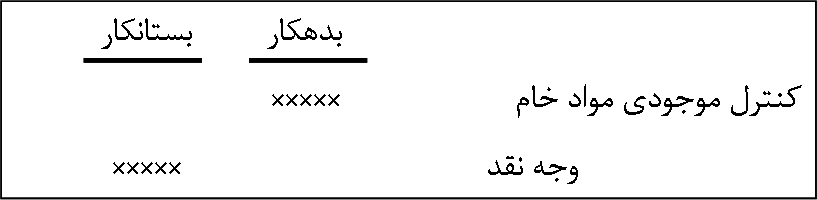 بدهکار بستانکار
کنترل موجودی مواد خام ×××××
وجه نقد ×××××